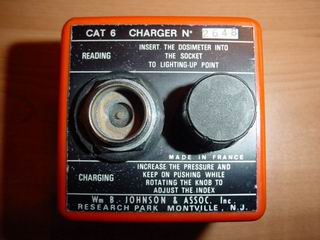 CAT 6 CHARGER N° 2648
READING
INSERT THE DOSIMETER INTO
THE SOCKET
TO LIGHTING-UP POINT
MADE IN FRANCE
CHARGING
INCREASE THE PRESSURE AND
KEEP ON PUSHING WHILE
ROTATING THE KNOB TO
ADJUST THE INDEX
Wm B. JOHNSON & ASSOC. Inc.
RESEARCH PARK MONTVILLE, N.J.